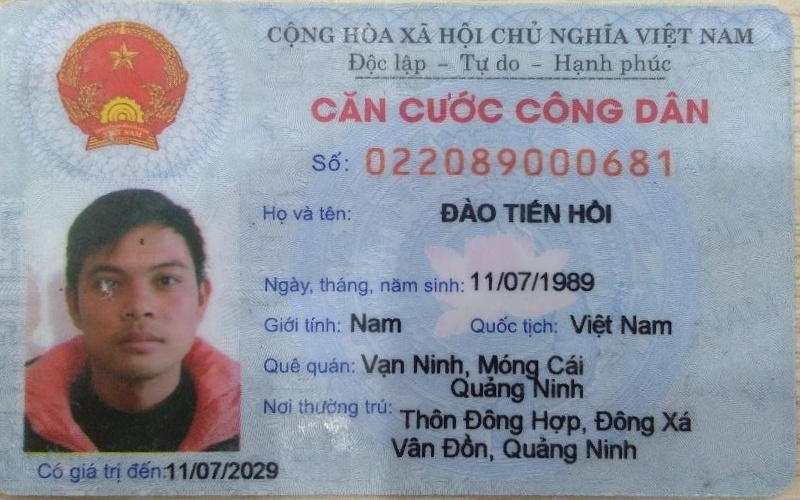 CỘNG HÒA XÃ HỘI CHỦ NGHĨA VIỆT NAM
Độc lập - Tự do - Hạnh phúc
CĂN CƯỚC CÔNG DÂN
Số: 022089000681
Họ và tên: ĐÀO TIẾN HỒI
Ngày, tháng, năm sinh: 11/07/1989
Giới tính: Nam Quốc tịch: Việt Nam
Quê quán: Vạn Ninh, Móng Cái
Quảng Ninh
Nơi thường trú: Thôn Đông Hợp, Đông Xá
Vân Đồn, Quảng Ninh
Có giá trị đến: 11/07/2029
VIỆT NAM